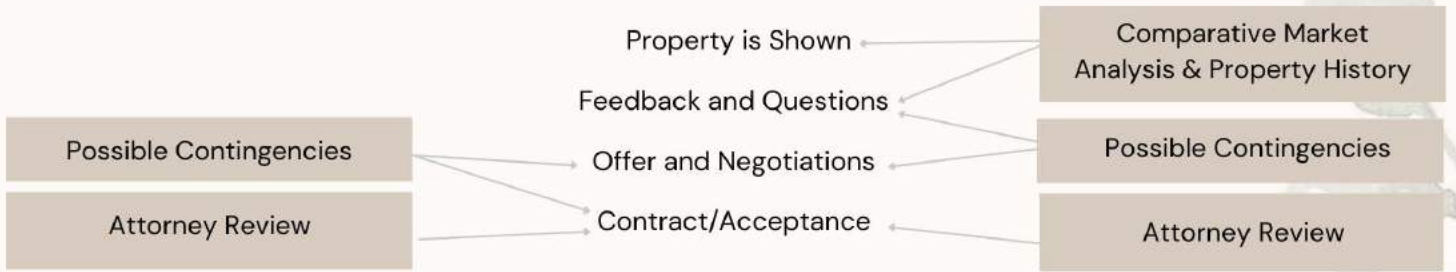 Possible Contingencies
Attorney Review
Property is Shown
Feedback and Questions
Offer and Negotiations
Contract/Acceptance
Comparative Market
Analysis & Property History
Possible Contingencies
Attorney Review